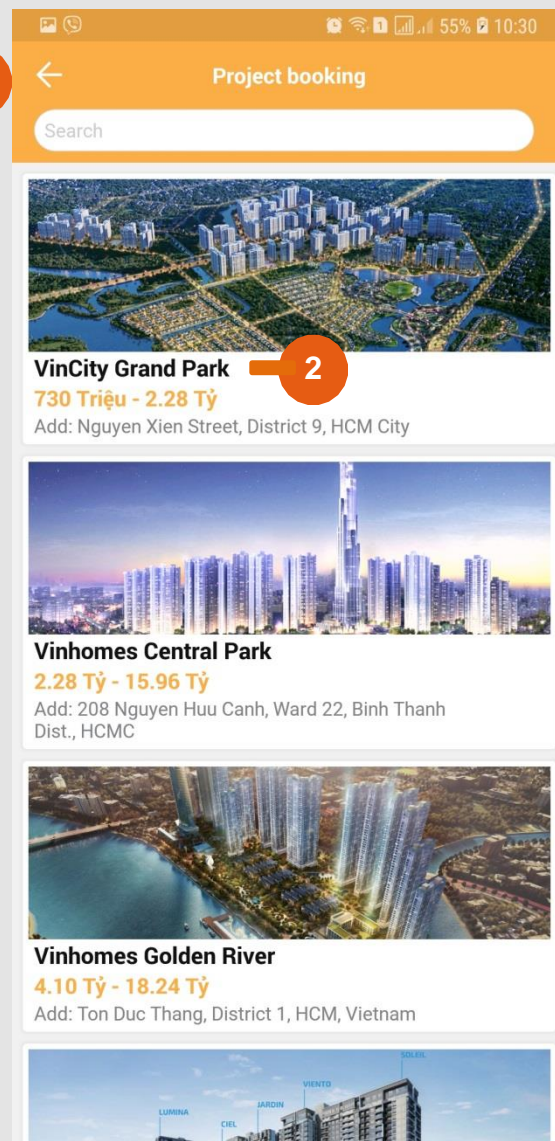 1 55% 10:30
Project booking
Search
VinCity Grand Park
2
730 Triệu - 2.28 Tỷ
Add: Nguyen Xien Street, District 9, HCM City
Vinhomes Central Park
2.28 Tỷ - 15.96 Tỷ
Add: 208 Nguyen Huu Canh, Ward 22, Binh Thanh
Dist., HCMC
Vinhomes Golden River
4.10 Tỷ - 18.24 Tỷ
Add: Ton Duc Thang, District 1, HCM, Vietnam
SOLEIL
VIENTO
JARDIN
LUMINA
CIEL